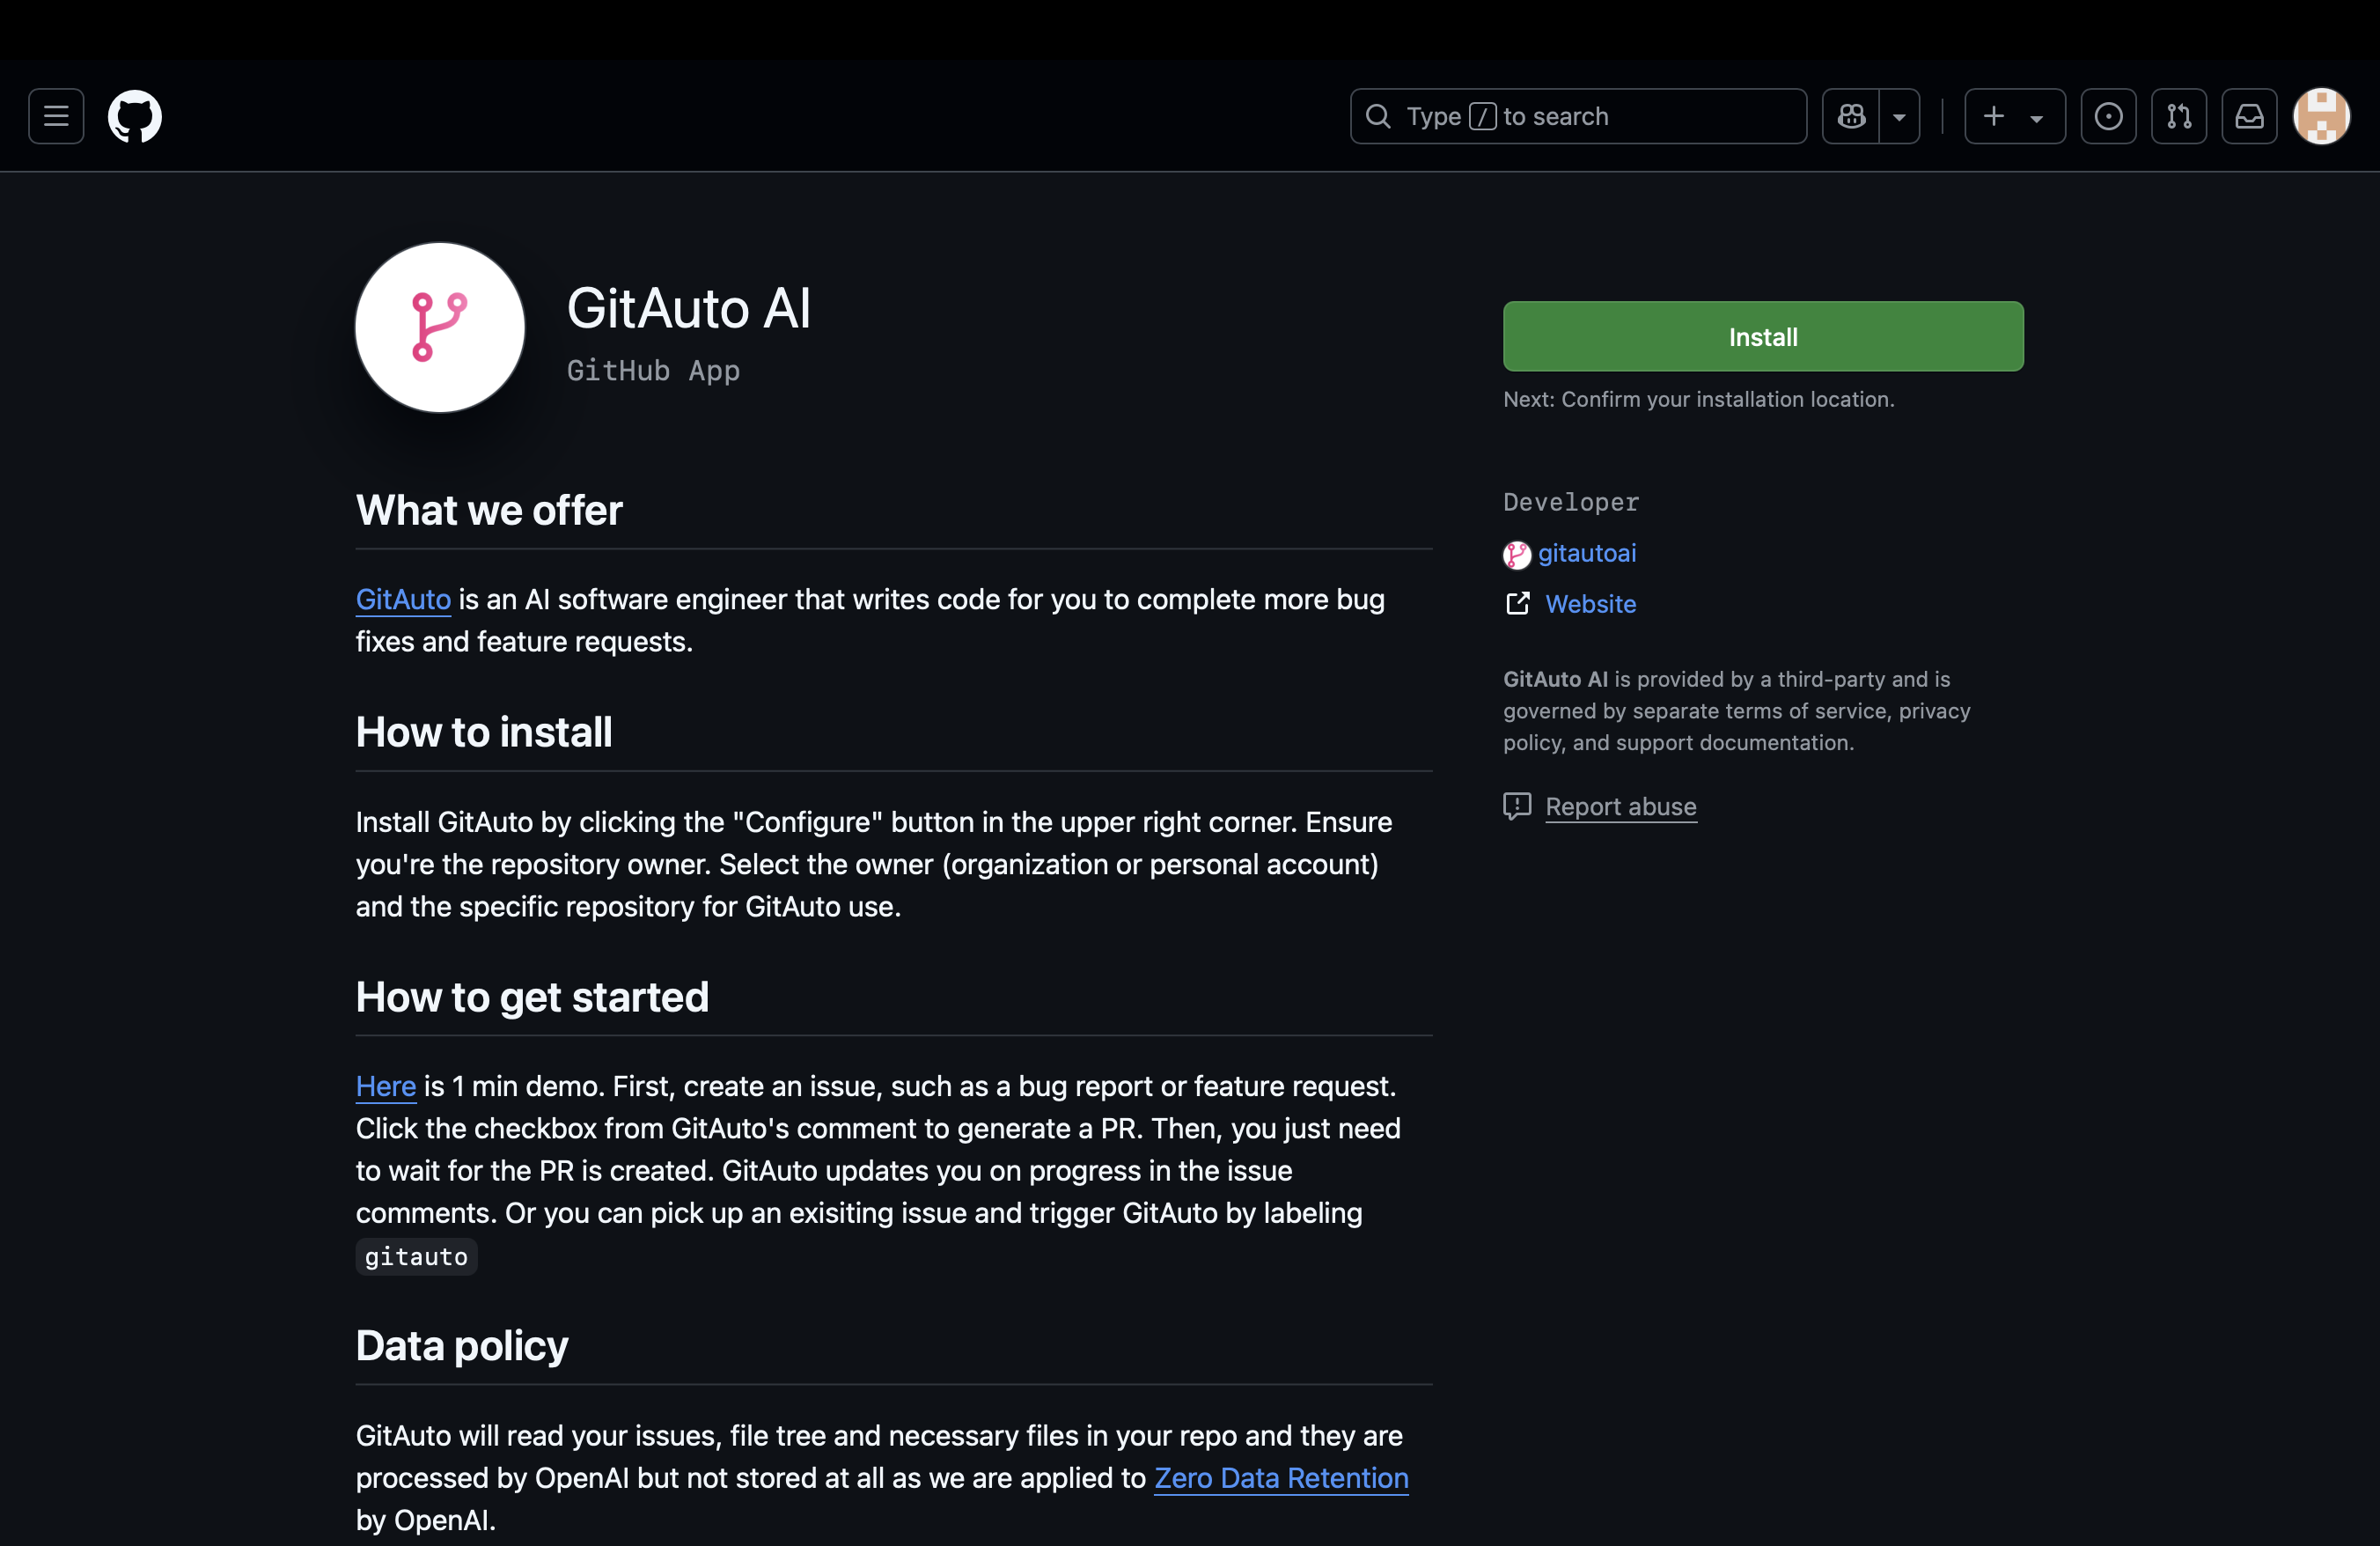 Type / to search
GitAuto AI
GitHub App
Install
Next: Confirm your installation location.
What we offer
GitAuto is an AI software engineer that writes code for you to complete more bug
fixes and feature requests.
How to install
Install GitAuto by clicking the "Configure" button in the upper right corner. Ensure
you're the repository owner. Select the owner (organization or personal account)
and the specific repository for GitAuto use.
How to get started
Here is 1 min demo. First, create an issue, such as a bug report or feature request.
Click the checkbox from GitAuto's comment to generate a PR. Then, you just need
to wait for the PR is created. GitAuto updates you on progress in the issue
comments. Or you can pick up an exisiting issue and trigger GitAuto by labeling
gitauto
Data policy
GitAuto will read your issues, file tree and necessary files in your repo and they are
processed by OpenAI but not stored at all as we are applied to Zero Data Retention
by OpenAI.
Developer
gitautoai
Website
GitAuto AI is provided by a third-party and is
governed by separate terms of service, privacy
policy, and support documentation.
Report abuse